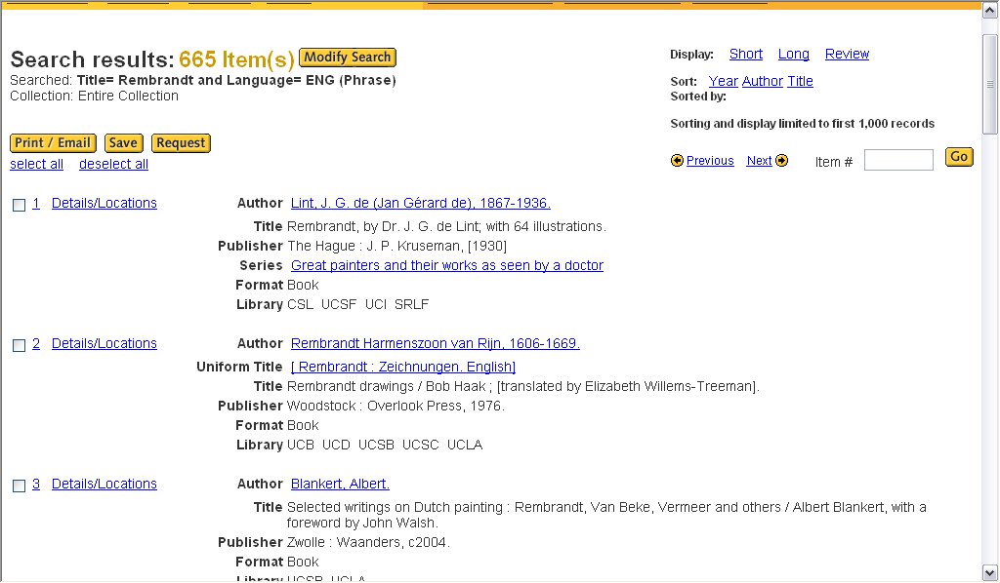 Search results: 665 Item(s) Modify Search
Searched: Title= Rembrandt and Language= ENG (Phrase)
Collection: Entire Collection
Display: Short Long Review
Sort: Year Author Title
Sorted by:
Sorting and display limited to first 1,000 records
Print / Email Save Request
select all deselect all
Previous Next Item # Go
1 Details/Locations Author Lint, J. G. de (Jan Gérard de), 1867-1936.
Title Rembrandt, by Dr. J. G. de Lint; with 64 illustrations.
Publisher The Hague : J. P. Kruseman, [1930]
Series Great painters and their works as seen by a doctor
Format Book
Library CSL UCSF UCI SRLF
2 Details/Locations Author Rembrandt Harmenszoon van Rijn, 1606-1669.
Uniform Title [ Rembrandt : Zeichnungen. English]
Title Rembrandt drawings / Bob Haak ; [translated by Elizabeth Willems-Treeman].
Publisher Woodstock : Overlook Press, 1976.
Format Book
Library UCB UCD UCSB UCSC UCLA
3 Details/Locations Author Blankert, Albert.
Title Selected writings on Dutch painting : Rembrandt, Van Beke, Vermeer and others / Albert Blankert, with a
foreword by John Walsh.
Publisher Zwolle : Waanders, c2004.
Format Book
Library UCSB UCLA